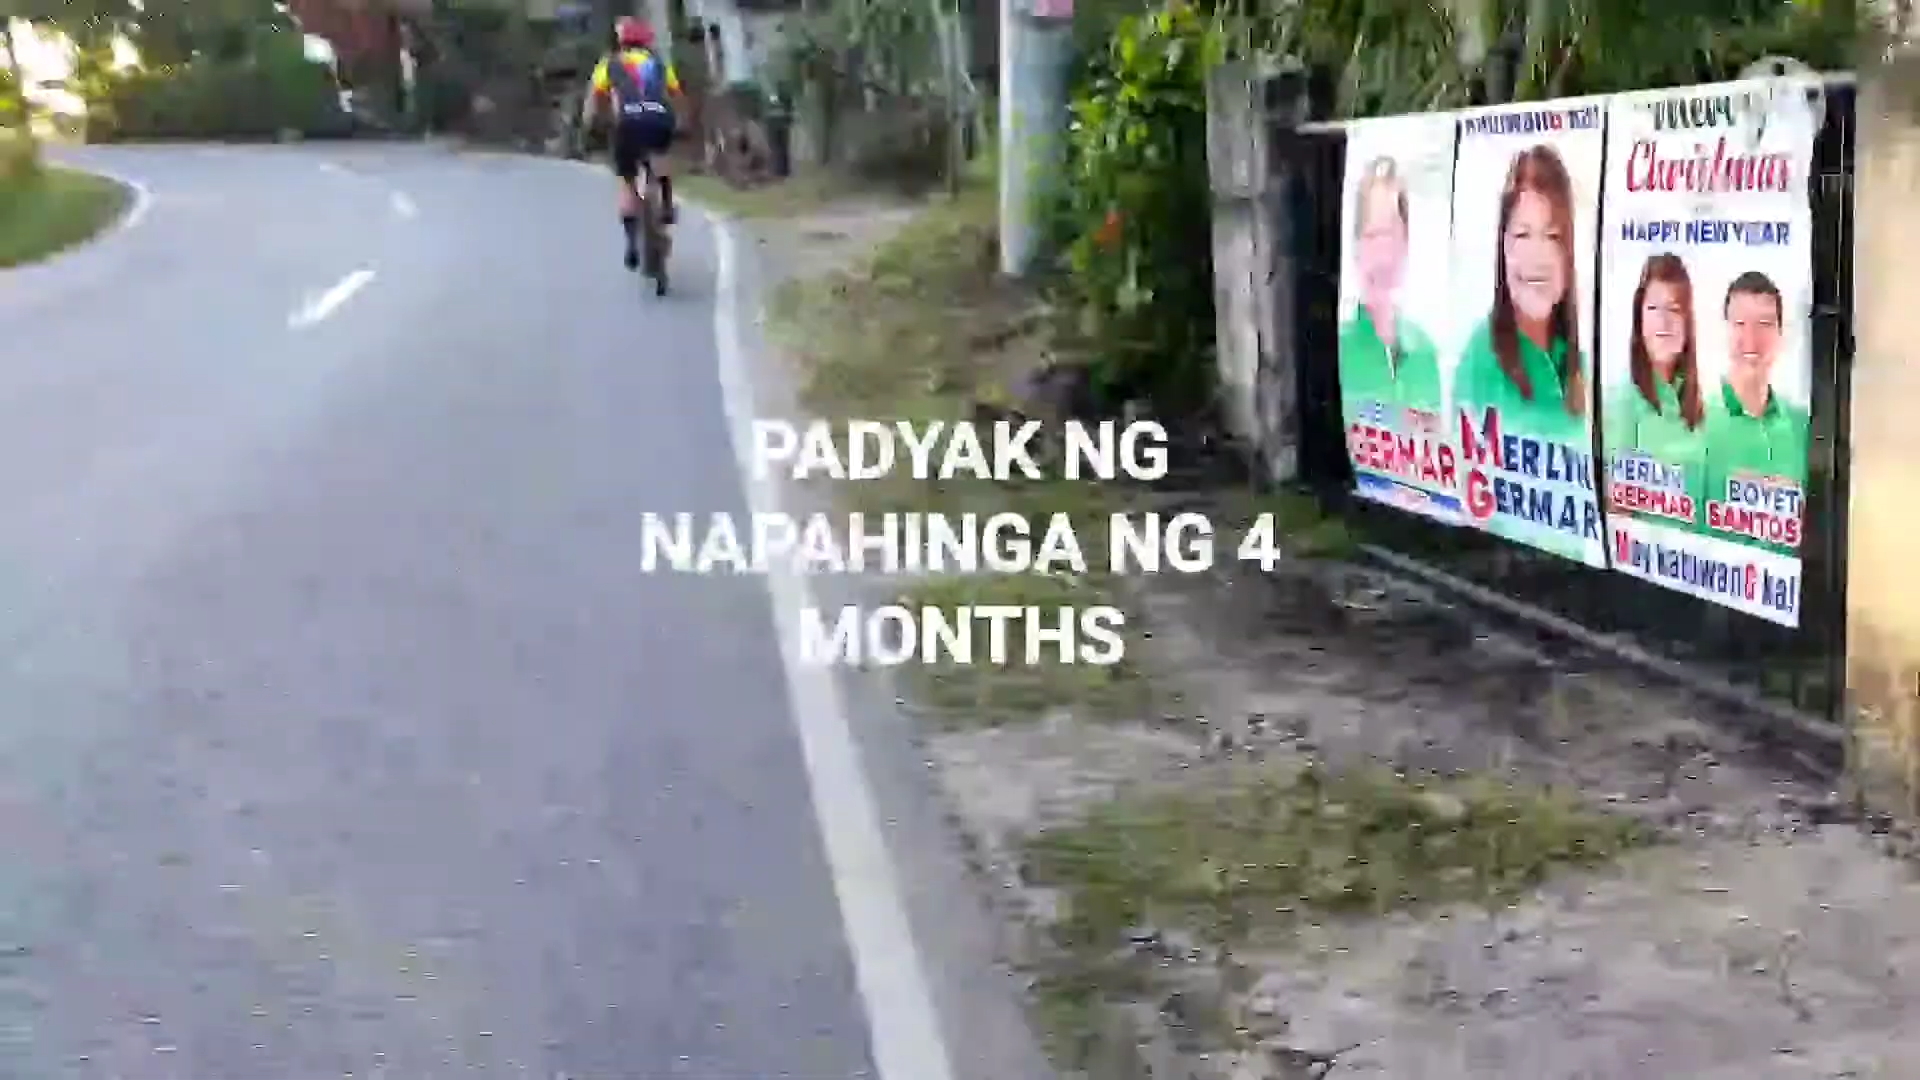 PADYAK NG
NAPAHINGA NG 4
MONTHS
GERMAR
MERLYN
GERMAR
Merry
Christmas
HAPPY NEW YEAR
MERLYN
GERMAR
BOYET
SANTOS
May katuwanG ka!